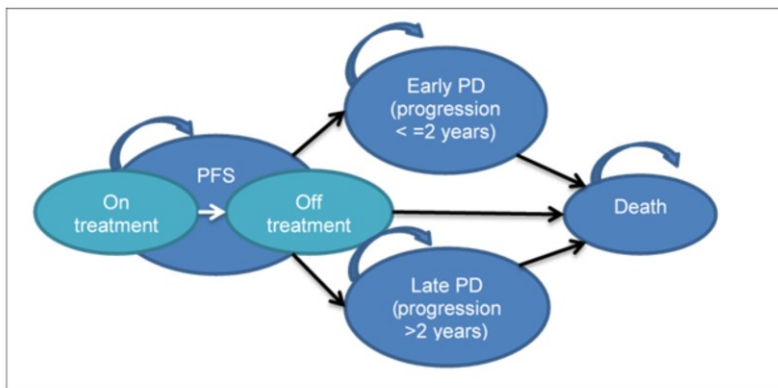 Early PD
(progression
< =2 years)
PFS
On
treatment
Off
treatment
Death
Late PD
(progression
>2 years)